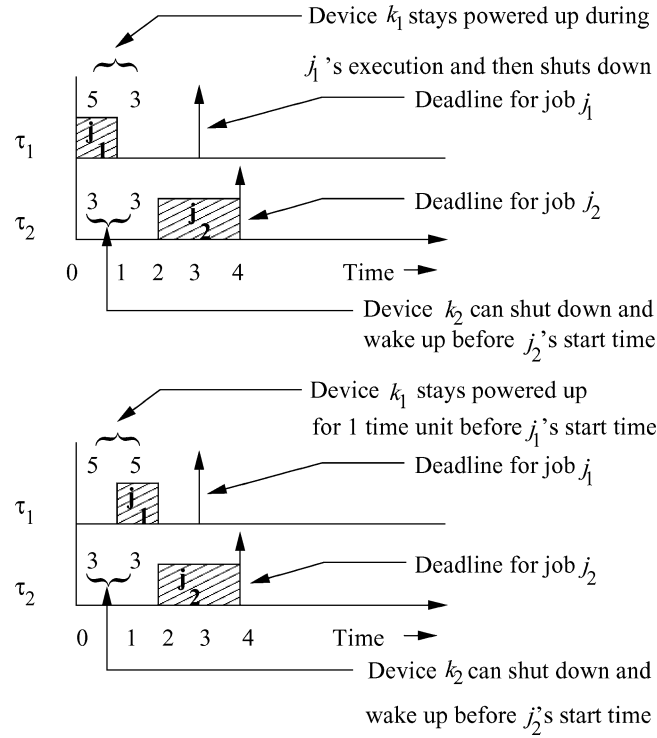 Device k₁ stays powered up during
j₁'s execution and then shuts down
5 3
Deadline for job j₁
j 1
τ₁
3 3
Deadline for job j₂
j 2
τ₂
0 1 2 3 4 Time
Device k₂ can shut down and
wake up before j₂'s start time
Device k₁ stays powered up
for 1 time unit before j₁'s start time
5 5
Deadline for job j₁
j 1
τ₁
3 3
Deadline for job j₂
j 2
τ₂
0 1 2 3 4 Time
Device k₂ can shut down and
wake up before j₂'s start time